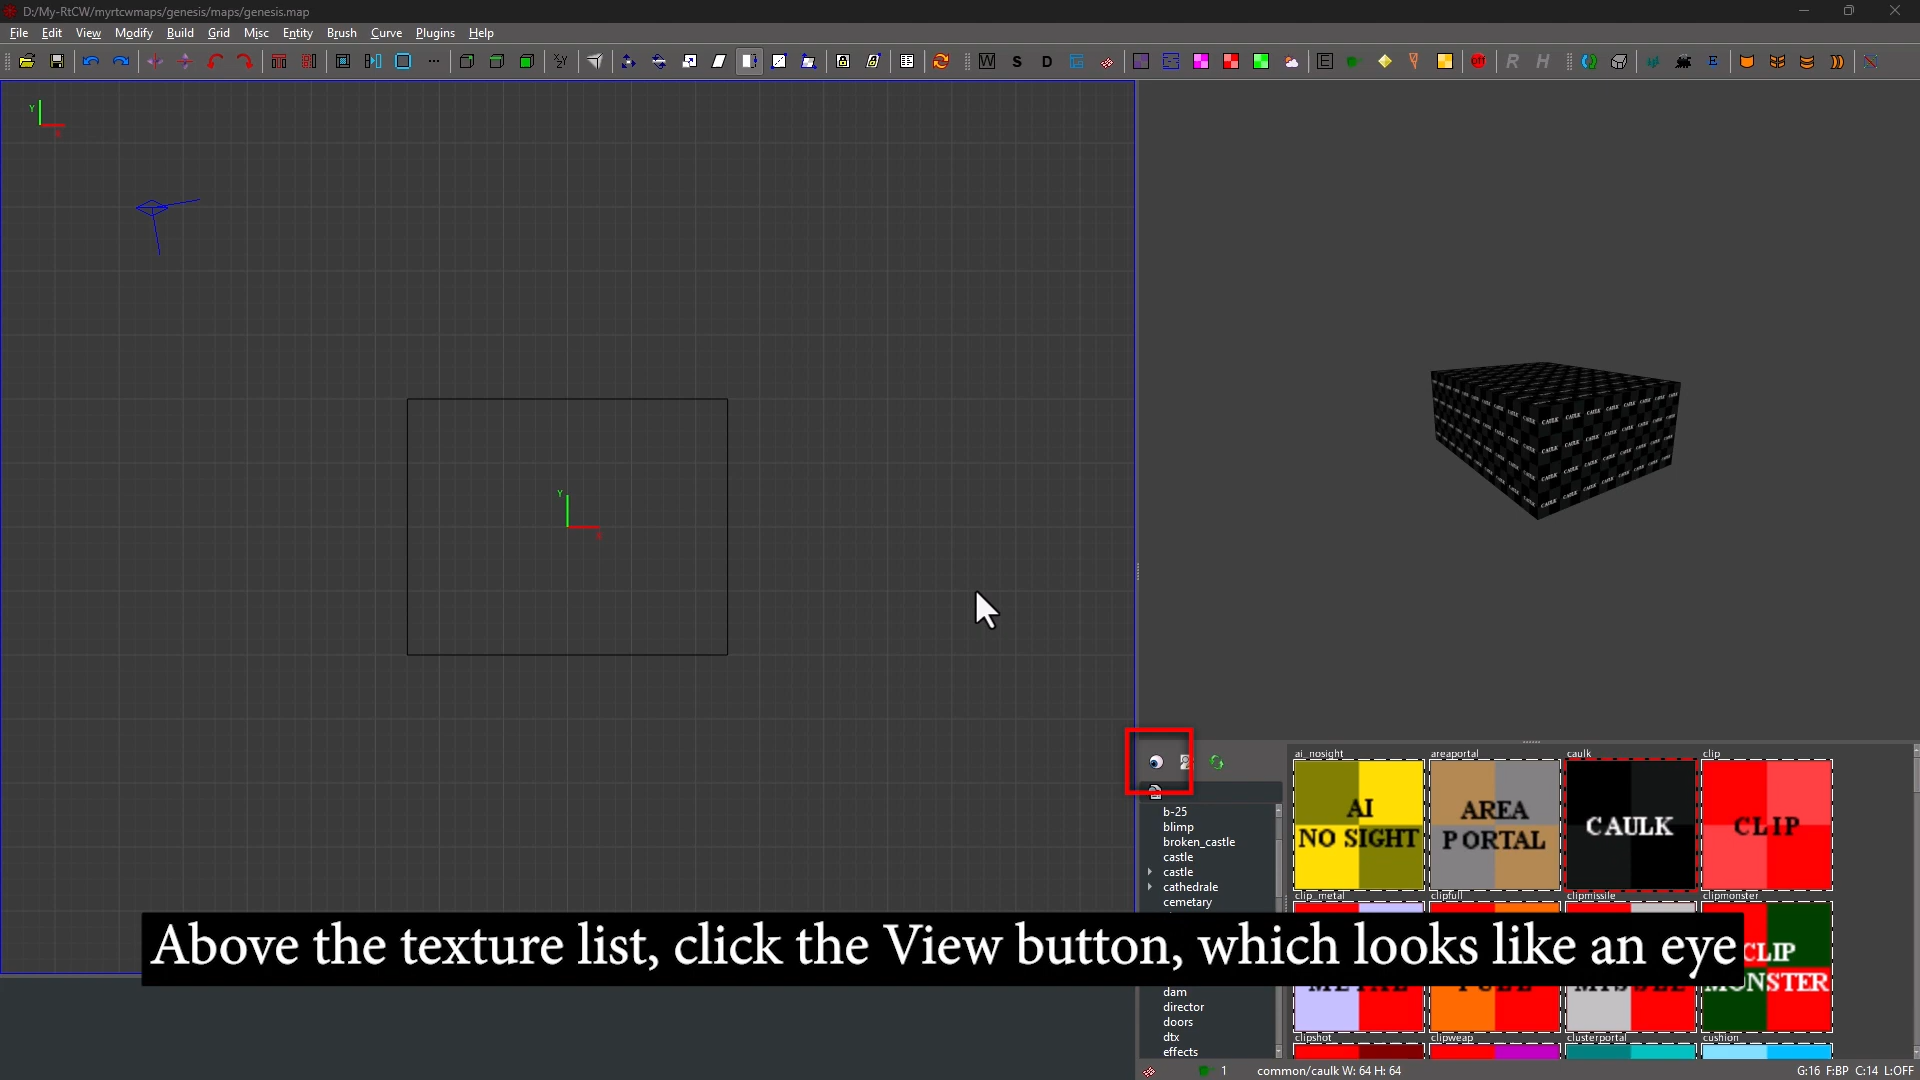 D:/My-RtCW/myrtcwmaps/genesis/maps/genesis.map
File Edit View Modify Build Grid Misc Entity Brush Curve Plugins Help
W S D E R H E
Y
X
Y
X
ai_nosight areaportal caulk clip
AI NO SIGHT
AREA PORTAL
CAULK
CLIP
b-25
blimp
broken_castle
castle
castle
cathedrale
cemetary
clip_metal clipfull clipmissile clipmonster
Above the texture list, click the View button, which looks like an eye
CLIP
dam
director
doors
dtx
effects
clipshot clipweap clusterportal cushion
1 common/caulk W: 64 H: 64
G:16 F:BP C:14 L:OFF